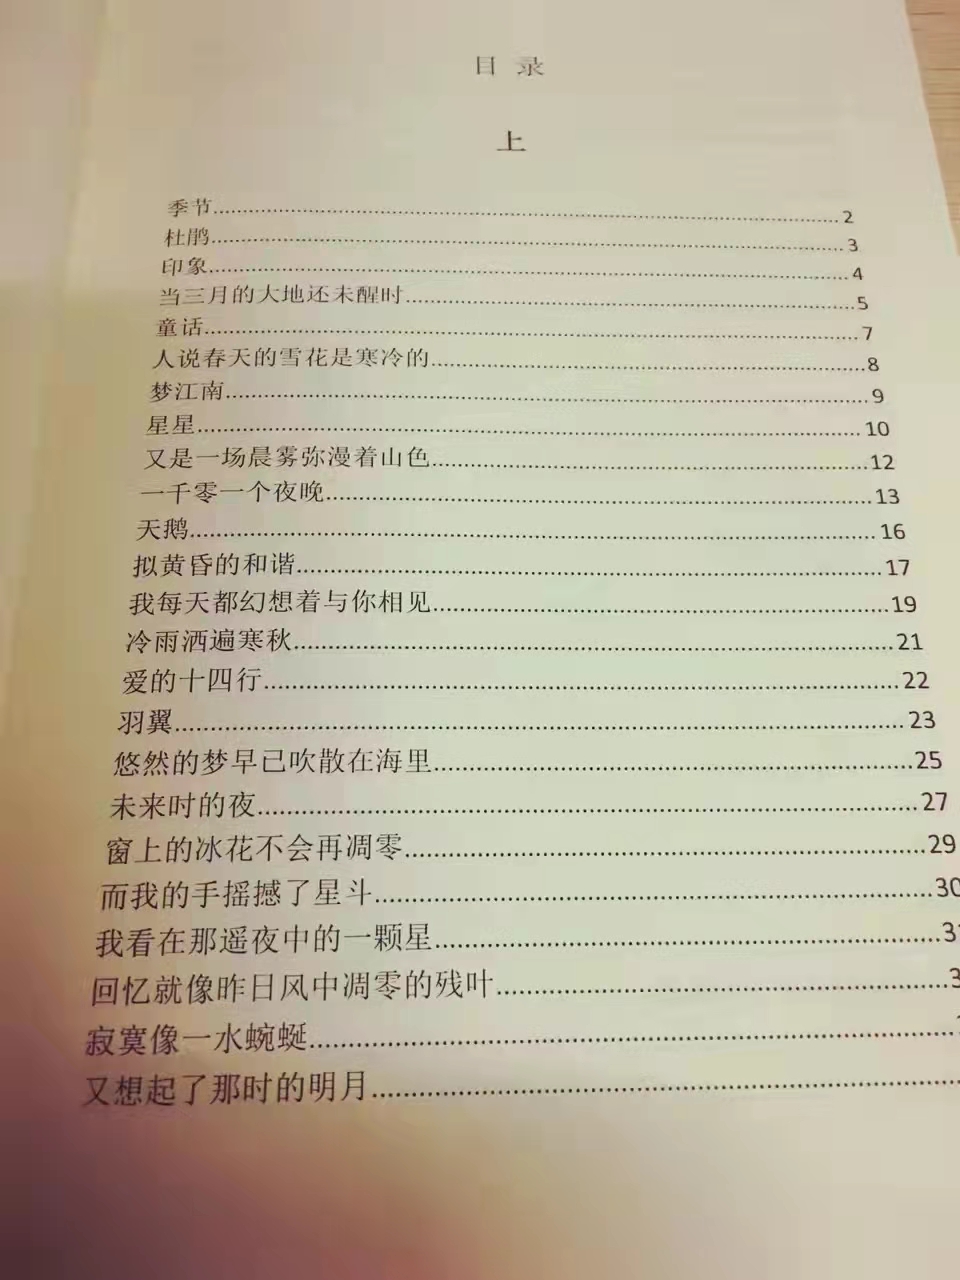 目 录
上
季节........................2
杜鹃........................3
印象........................4
当三月的大地还未醒时........................5
童话........................7
人说春天的雪花是寒冷的........................8
梦江南........................9
星星........................10
又是一场晨雾弥漫着山色........................12
一千零一个夜晚........................13
天鹅........................16
拟黄昏的和谐........................17
我每天都幻想着与你相见........................19
冷雨洒遍寒秋........................21
爱的十四行........................22
羽翼........................23
悠然的梦早已吹散在海里........................25
未来时的夜........................27
窗上的冰花不会再凋零........................29
而我的手摇撼了星斗........................30
我看在那遥夜中的一颗星........................3
回忆就像昨日风中凋零的残叶........................3
寂寞像一水蜿蜒........................
又想起了那时的明月........................